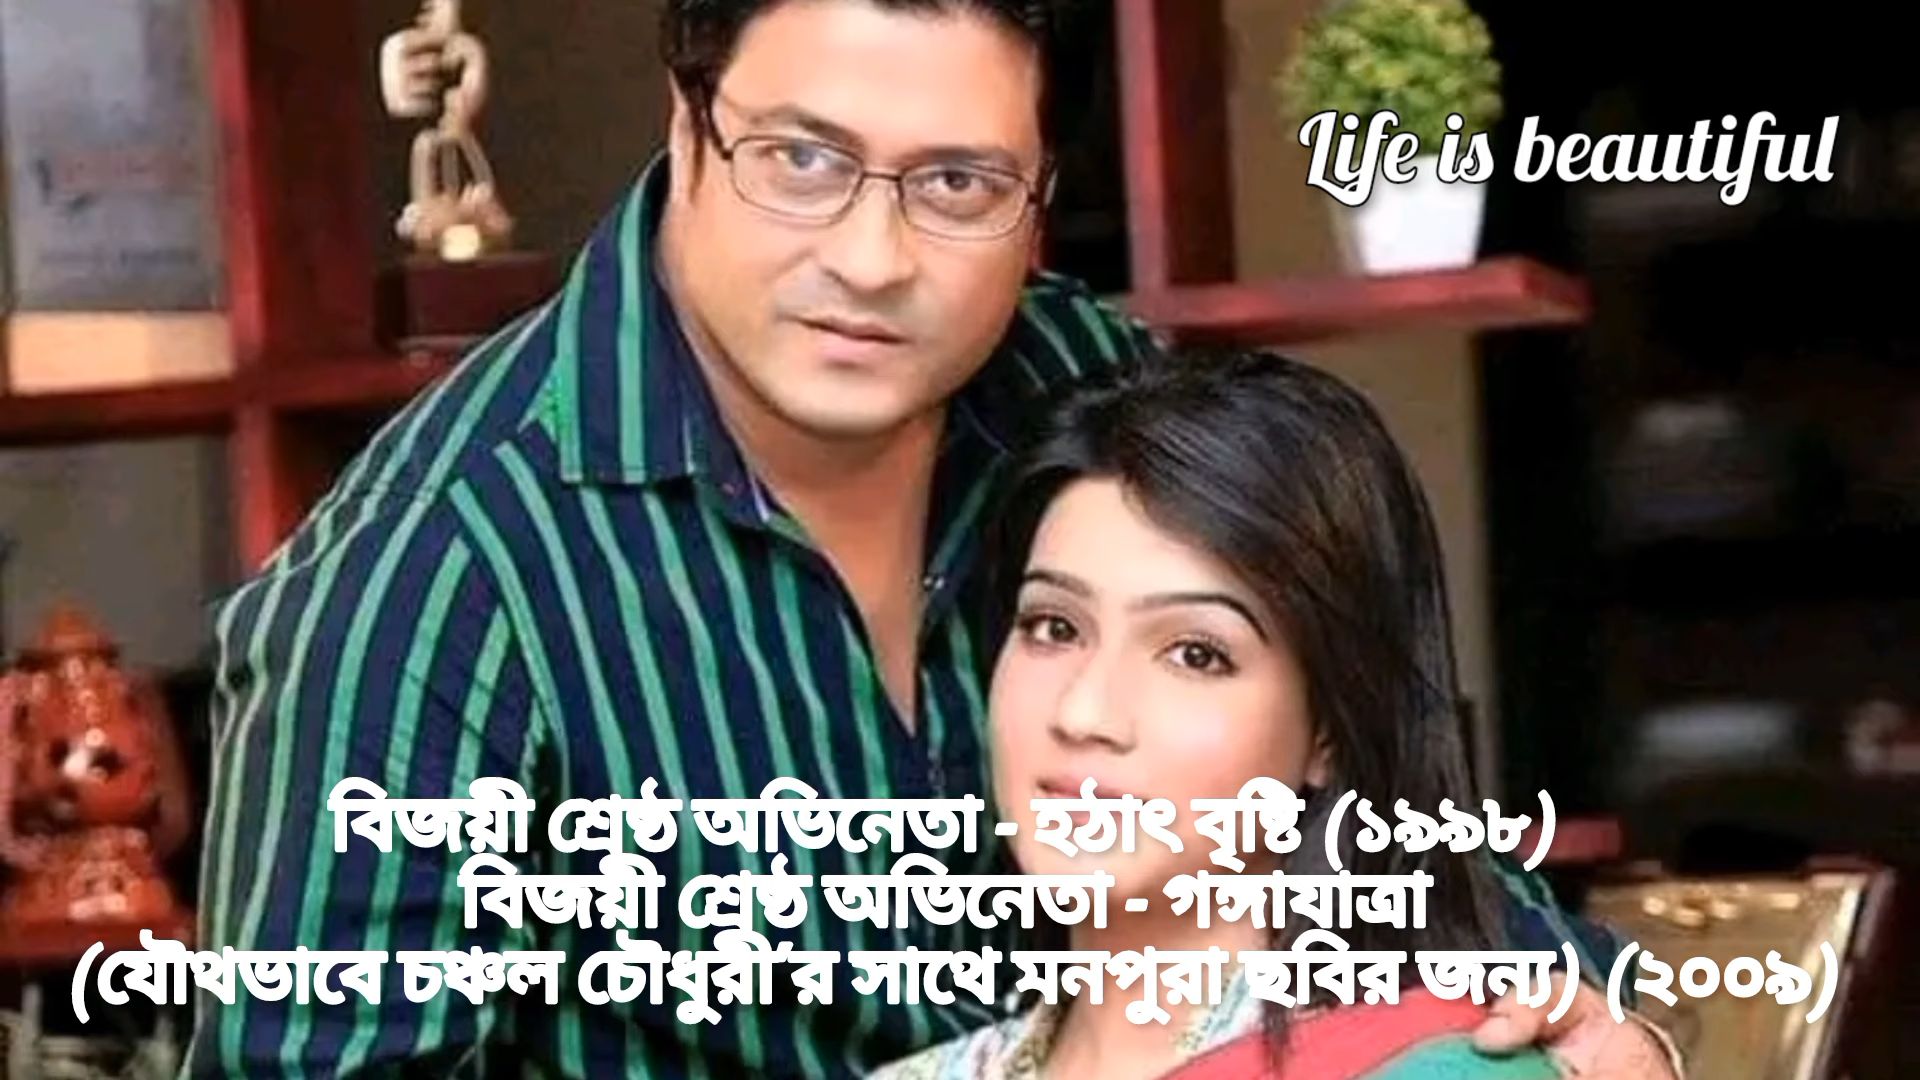 Life is beautiful
বিজয়ী শ্রেষ্ঠ অভিনেতা - হঠাৎ বৃষ্টি (১৯৯৮)
বিজয়ী শ্রেষ্ঠ অভিনেতা - গঙ্গাযাত্রা
(যৌথভাবে চঞ্চল চৌধুরী'র সাথে মনপুরা ছবির জন্য) (২০০৯)